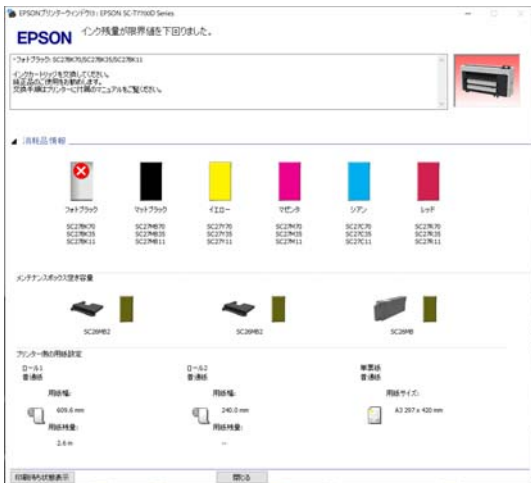 EPSONプリンターウィンドウ!3 : EPSON SC-T7700D Series
EPSON
インク残量が限界値を下回りました。
・フォトブラック: SC27BK70/SC27BK35/SC27BK11
インクカートリッジを交換してください。
純正品のご使用をお勧めします。
交換手順はプリンターに付属のマニュアルをご覧ください。
消耗品情報
フォトブラック マットブラック イエロー マゼンタ シアン レッド
SC27BK70 SC27MB70 SC27Y70 SC27M70 SC27C70 SC27R70
SC27BK35 SC27MB35 SC27Y35 SC27M35 SC27C35 SC27R35
SC27BK11 SC27MB11 SC27Y11 SC27M11 SC27C11 SC27R11
メンテナンスボックス空き容量
SC26MB2 SC26MB2 SC26MB
プリンター側の用紙設定
ロール1 ロール2 単票紙
普通紙 普通紙 普通紙
用紙幅: 用紙幅: 用紙サイズ:
609.6 mm 240.0 mm A3 297 x 420 mm
用紙残量: 用紙残量:
2.6 m --
印刷待ち状態表示 閉じる